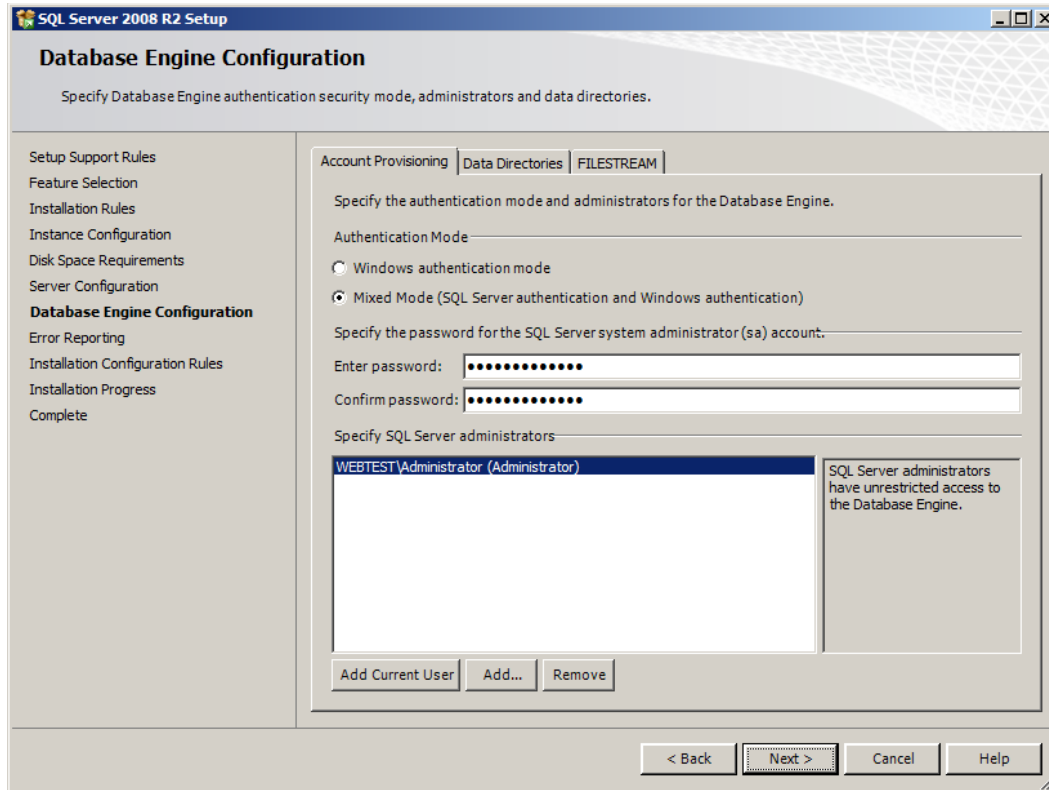 SQL Server 2008 R2 Setup
Database Engine Configuration
Specify Database Engine authentication security mode, administrators and data directories.
Setup Support Rules
Feature Selection
Installation Rules
Instance Configuration
Disk Space Requirements
Server Configuration
Database Engine Configuration
Error Reporting
Installation Configuration Rules
Installation Progress
Complete
Account Provisioning Data Directories FILESTREAM
Specify the authentication mode and administrators for the Database Engine.
Authentication Mode
Windows authentication mode
Mixed Mode (SQL Server authentication and Windows authentication)
Specify the password for the SQL Server system administrator (sa) account.
Enter password: •••••••••••••
Confirm password: •••••••••••••
Specify SQL Server administrators
WEBTEST\Administrator (Administrator)
SQL Server administrators
have unrestricted access to
the Database Engine.
Add Current User Add... Remove
< Back Next > Cancel Help